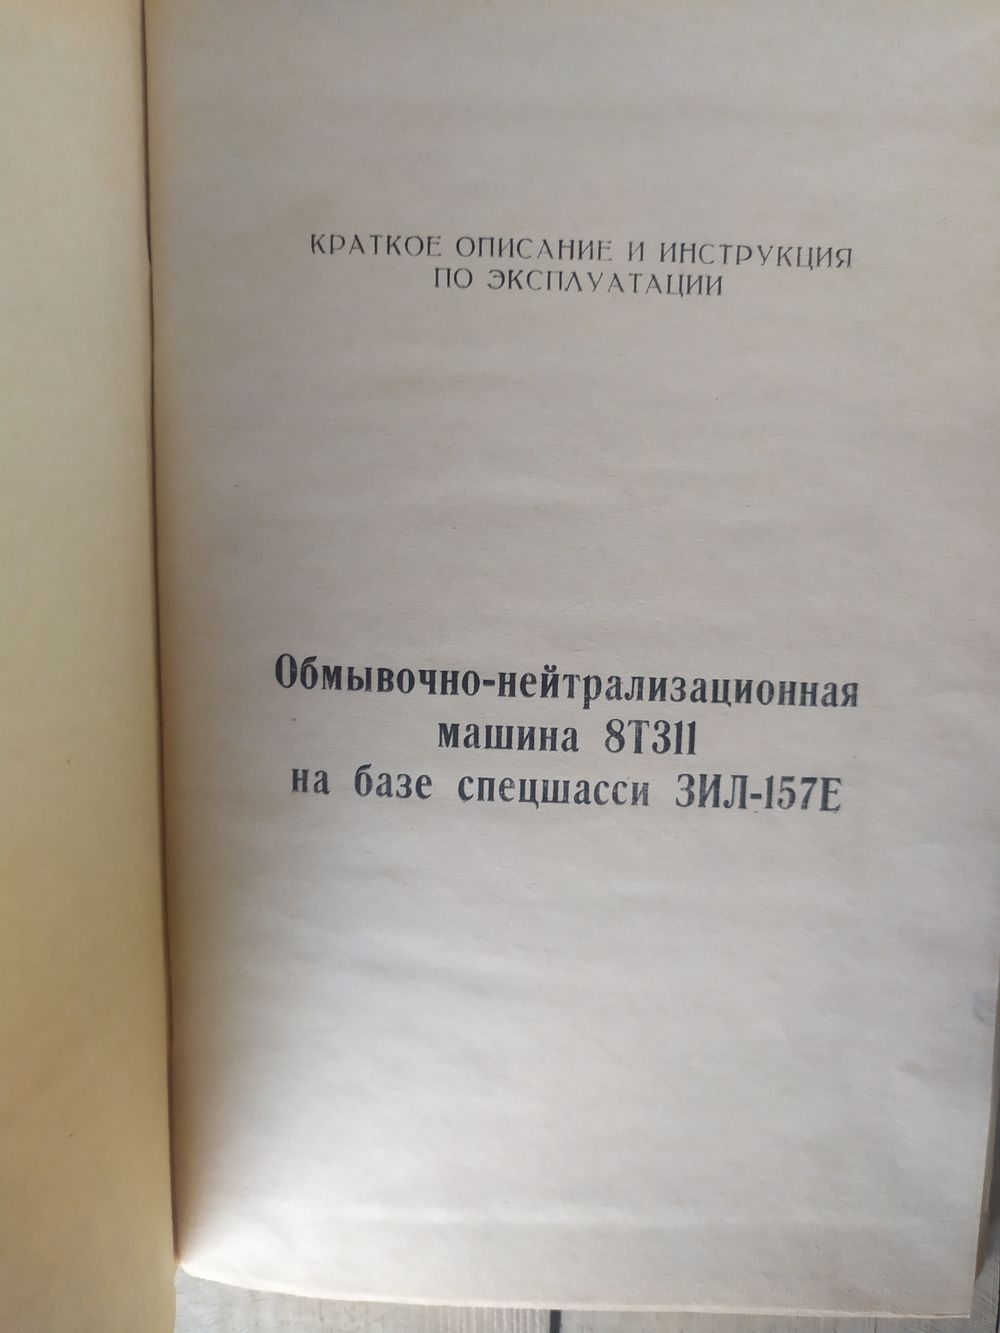 КРАТКОЕ ОПИСАНИЕ И ИНСТРУКЦИЯ
ПО ЭКСПЛУАТАЦИИ
Обмывочно-нейтрализационная
машина 8Т311
на базе спецшасси ЗИЛ-157Е